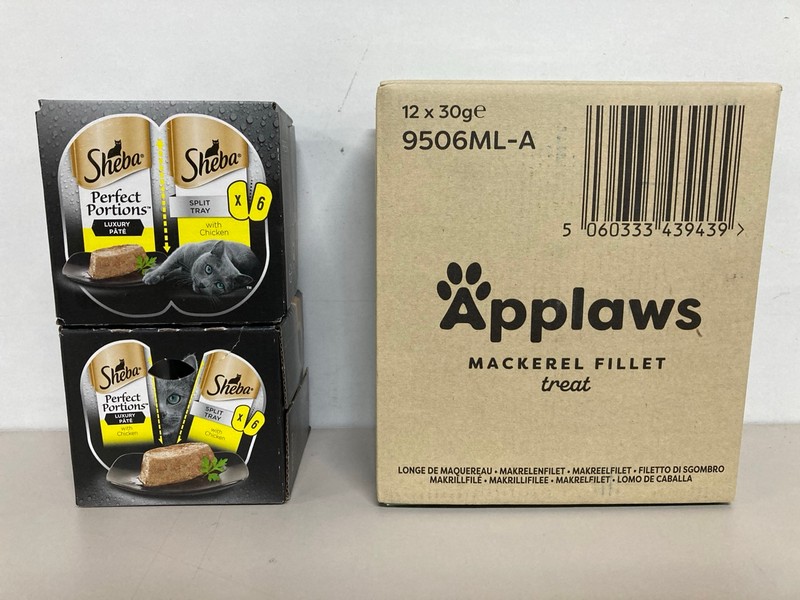 Sheba®
Perfect
Portions™
LUXURY
PÂTÉ
Sheba®
SPLIT
TRAY
X 6
with
Chicken
Sheba®
Perfect
Portions™
LUXURY
PÂTÉ
with
Chicken
Sheba®
SPLIT
TRAY
X 6
with
Chicken
12 x 30g℮
9506ML-A
5 060333 439439 >
Applaws
MACKEREL FILLET
treat
LONGE DE MAQUEREAU • MAKRELENFILET • MAKREELFILET • FILETTO DI SGOMBRO
MAKRILLFILÉ • MAKRILLIFILEE • MAKRELFILET • LOMO DE CABALLA